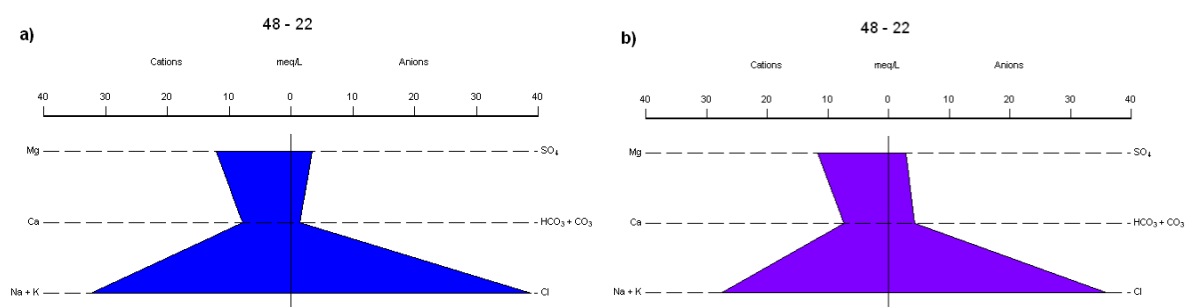 a)
48 - 22
Cations meq/L Anions
40 30 20 10 0 10 20 30 40
Mg SO₄
Ca HCO₃ + CO₃
Na + K Cl
b)
48 - 22
Cations meq/L Anions
40 30 20 10 0 10 20 30 40
Mg SO₄
Ca HCO₃ + CO₃
Na + K Cl